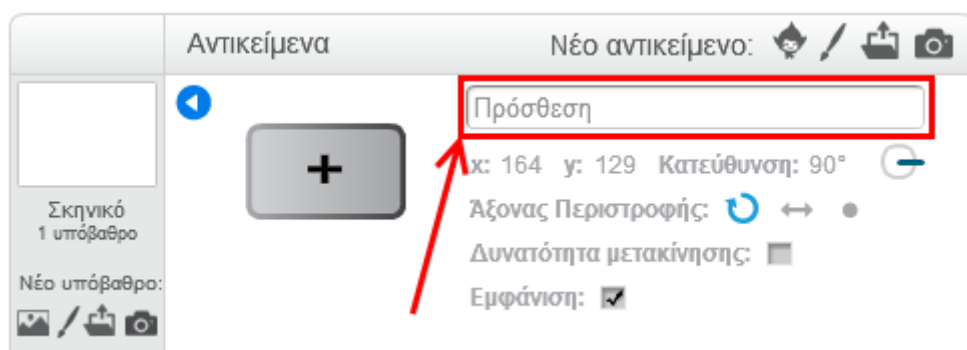 Αντικείμενα
Νέο αντικείμενο:
Πρόσθεση
+
x: 164 y: 129 Κατεύθυνση: 90°
Άξονας Περιστροφής:
Δυνατότητα μετακίνησης:
Εμφάνιση:
Σκηνικό
1 υπόβαθρο
Νέο υπόβαθρο: